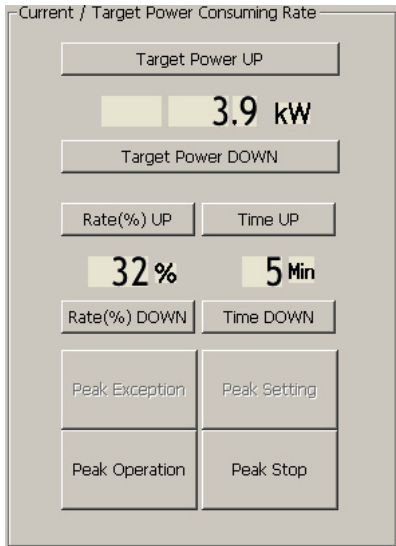 Current / Target Power Consuming Rate
Target Power UP
3.9 kW
Target Power DOWN
Rate(%) UP Time UP
32 % 5 Min
Rate(%) DOWN Time DOWN
Peak Exception Peak Setting
Peak Operation Peak Stop